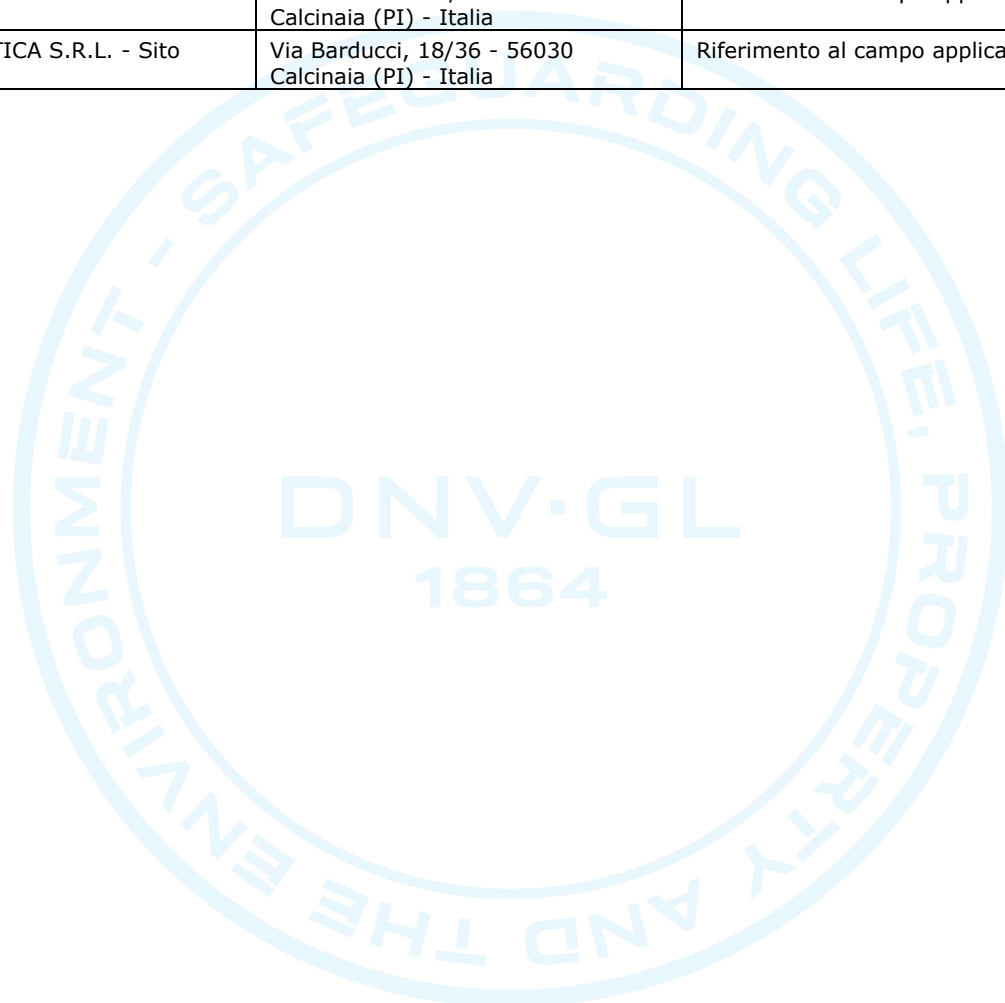 Calcinaia (PI) - Italia
TICA S.R.L. - Sito
Via Barducci, 18/36 - 56030
Calcinaia (PI) - Italia
Riferimento al campo applica
SAFEGUARDING LIFE, PROPERTY AND THE ENVIRONMENT -
DNV·GL
1864